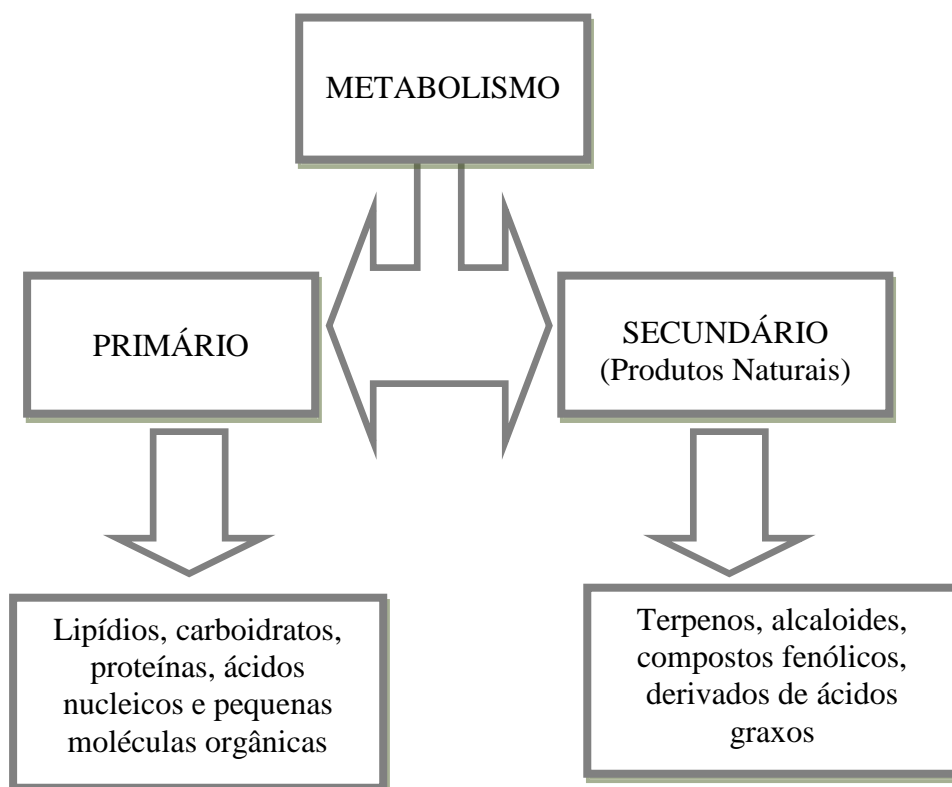 METABOLISMO
PRIMÁRIO
SECUNDÁRIO
(Produtos Naturais)
Lipídios, carboidratos,
proteínas, ácidos
nucleicos e pequenas
moléculas orgânicas
Terpenos, alcaloides,
compostos fenólicos,
derivados de ácidos
graxos